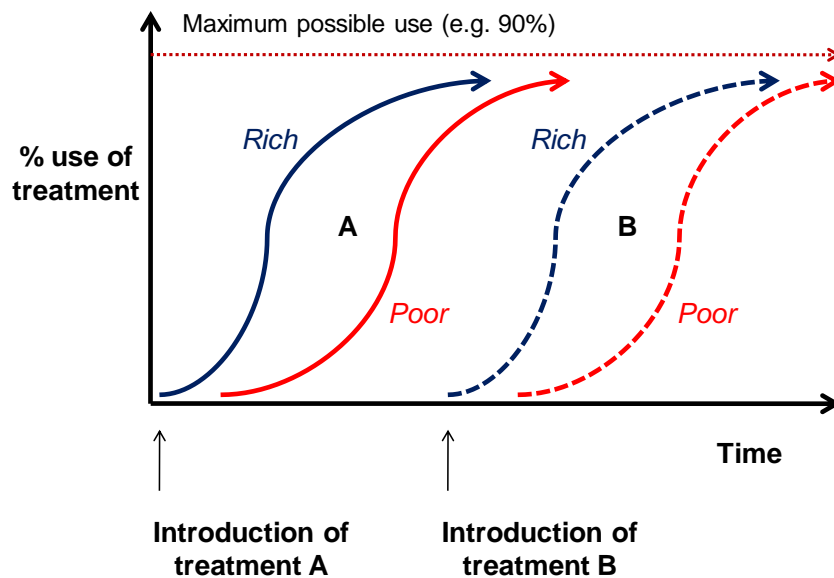 Maximum possible use (e.g. 90%)
Rich
Rich
% use of
treatment
A
B
Poor
Poor
Time
Introduction of
treatment A
Introduction of
treatment B